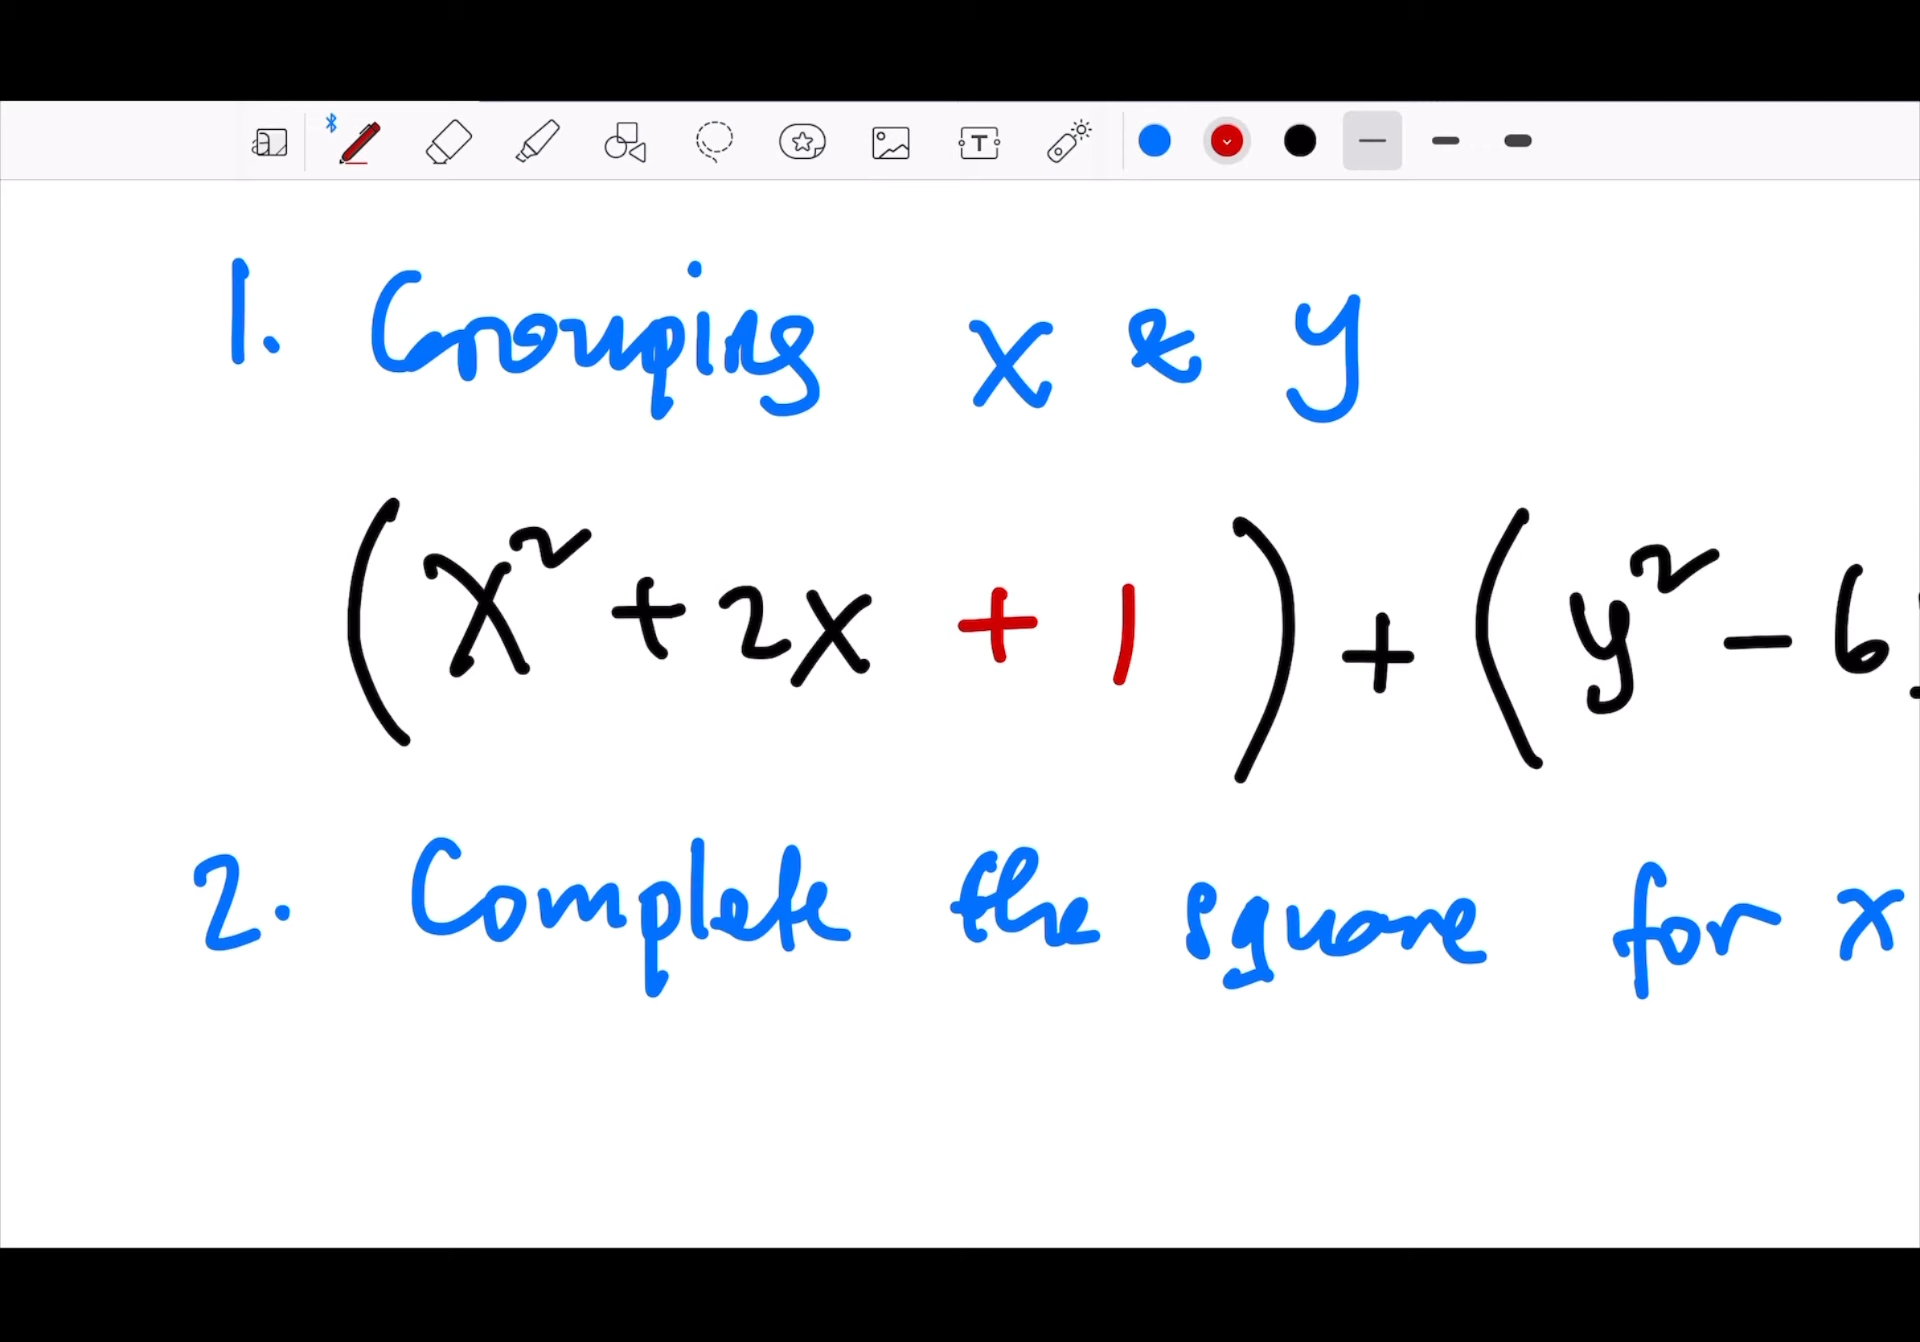 1. Grouping x & y
(x² + 2x + 1) + (y² - 6
2. Complete the square for x